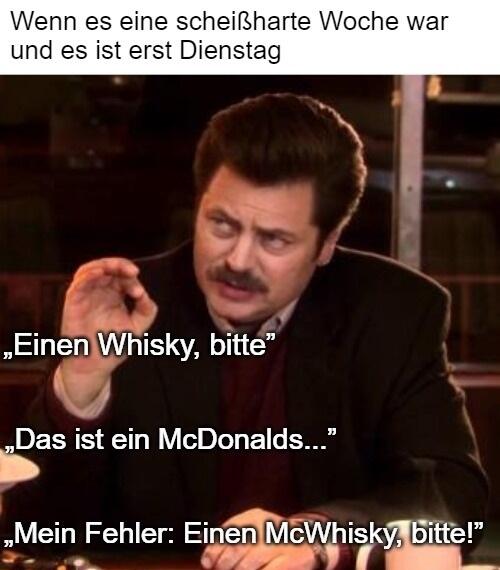 Wenn es eine scheißharte Woche war
und es ist erst Dienstag
„Einen Whisky, bitte”
„Das ist ein McDonalds...”
„Mein Fehler: Einen McWhisky, bitte!”